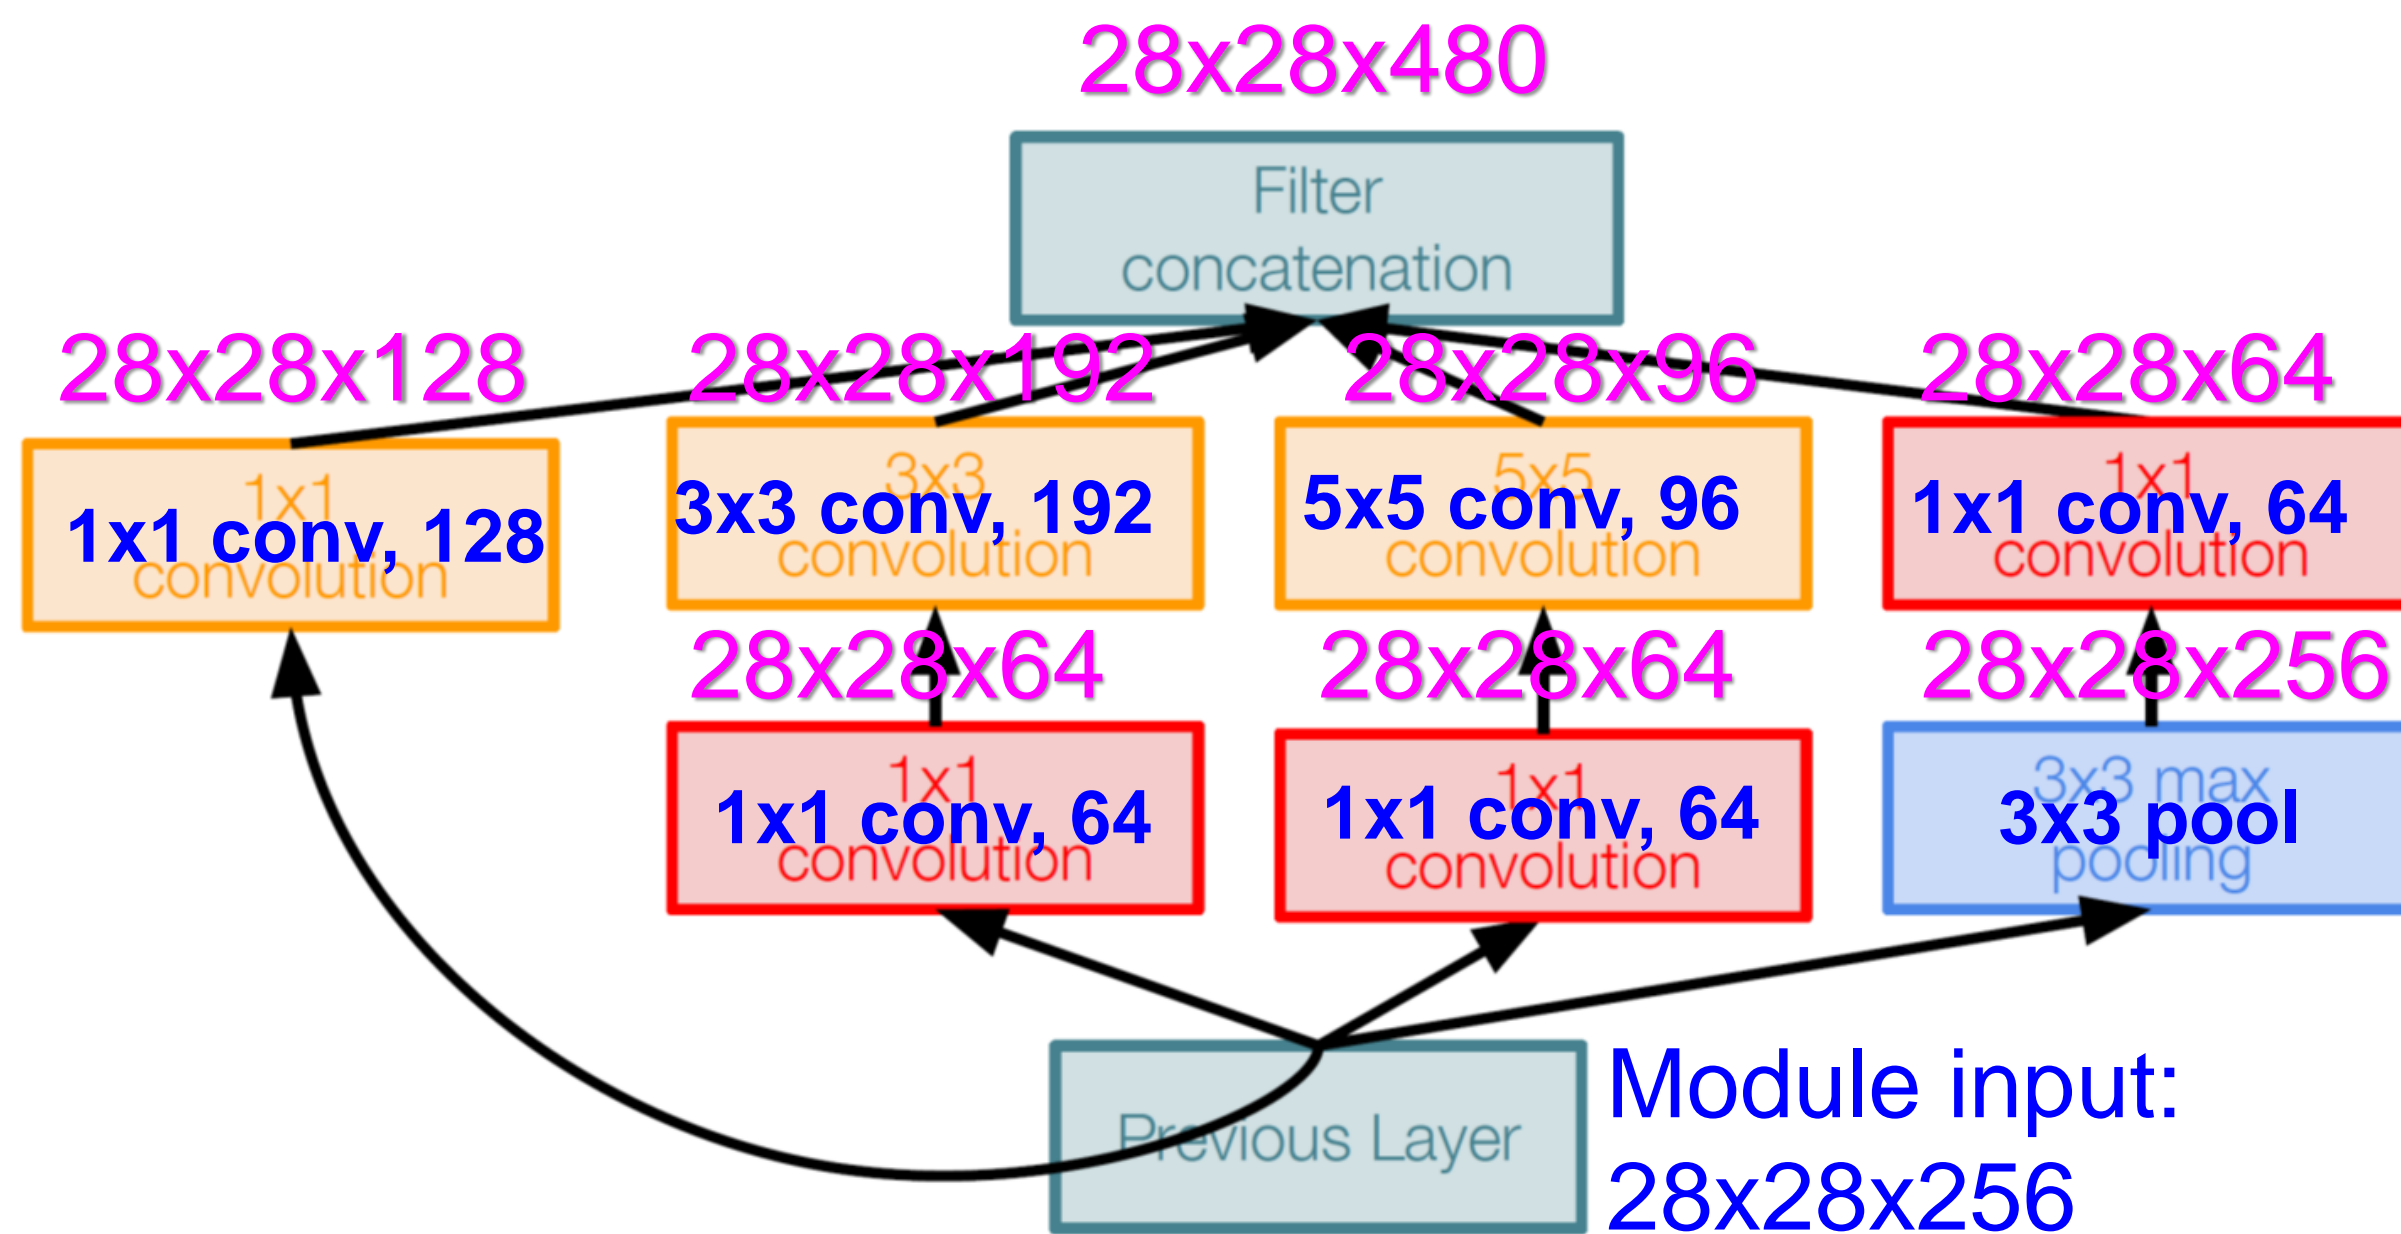 28x28x480
Filter
concatenation
28x28x128
28x28x192
28x28x96
28x28x64
1x1
convolution
1x1 conv, 128
3x3
convolution
3x3 conv, 192
5x5
convolution
5x5 conv, 96
1x1
convolution
1x1 conv, 64
28x28x64
28x28x64
28x28x256
1x1
convolution
1x1 conv, 64
1x1
convolution
1x1 conv, 64
3x3 max
pooling
3x3 pool
Previous Layer
Module input:
28x28x256